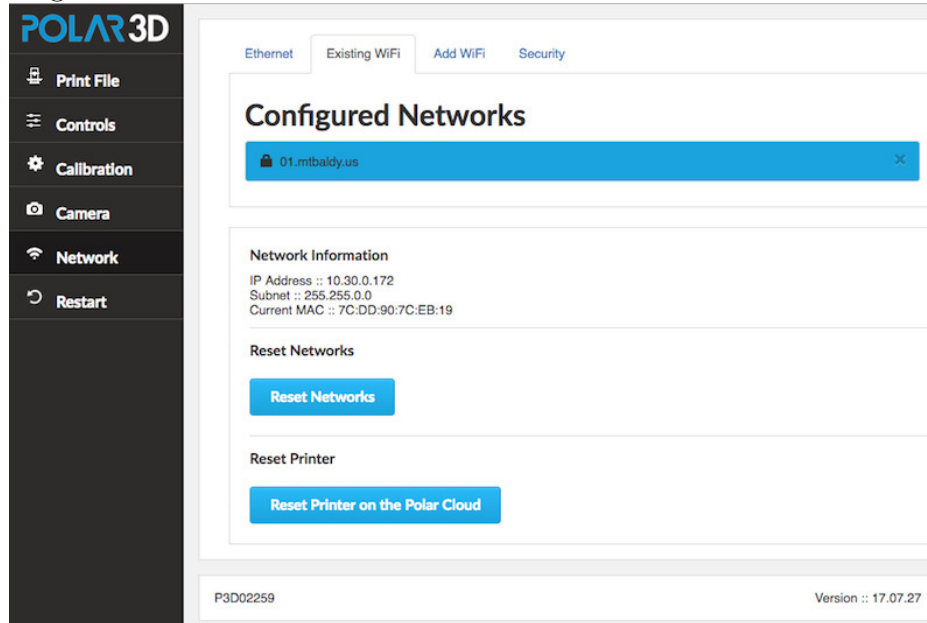 POLAR 3D
Print File
Controls
Calibration
Camera
Network
Restart
Ethernet Existing WiFi Add WiFi Security
Configured Networks
01.mtbaldy.us ×
Network Information
IP Address :: 10.30.0.172
Subnet :: 255.255.0.0
Current MAC :: 7C:DD:90:7C:EB:19
Reset Networks
Reset Networks
Reset Printer
Reset Printer on the Polar Cloud
P3D02259 Version :: 17.07.27